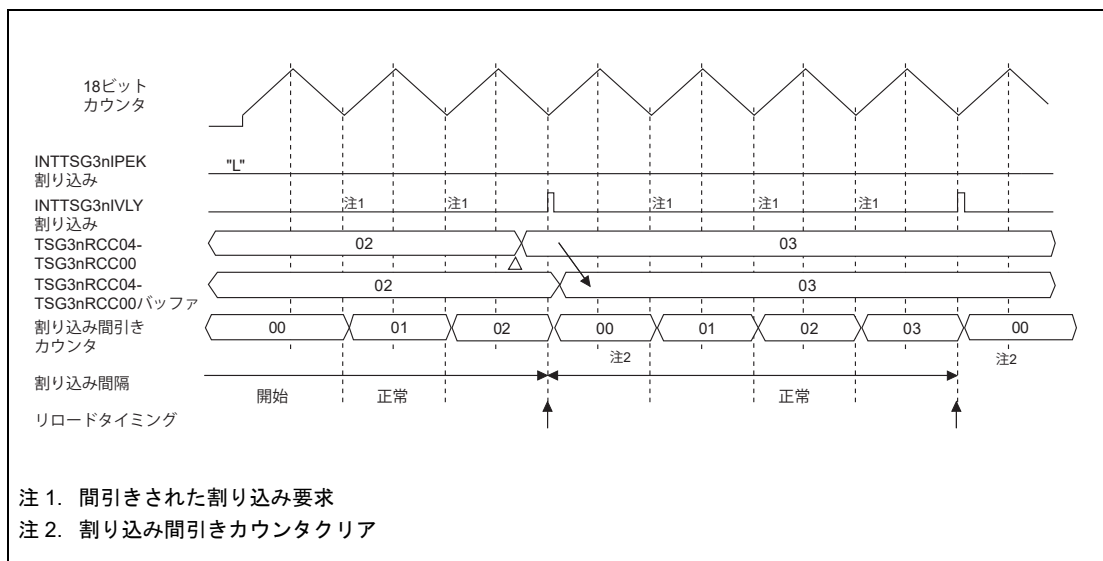 18ビット
カウンタ
INTTSG3nIPEK
割り込み
"L"
INTTSG3nIVLY
割り込み
注1 注1 注1 注1 注1
TSG3nRCC04-
TSG3nRCC00
02 03
TSG3nRCC04-
TSG3nRCC00バッファ
02 03
割り込み間引き
カウンタ
00 01 02 00 01 02 03 00
注2 注2
割り込み間隔
開始 正常 正常
リロードタイミング
注 1. 間引きされた割り込み要求
注 2. 割り込み間引きカウンタクリア